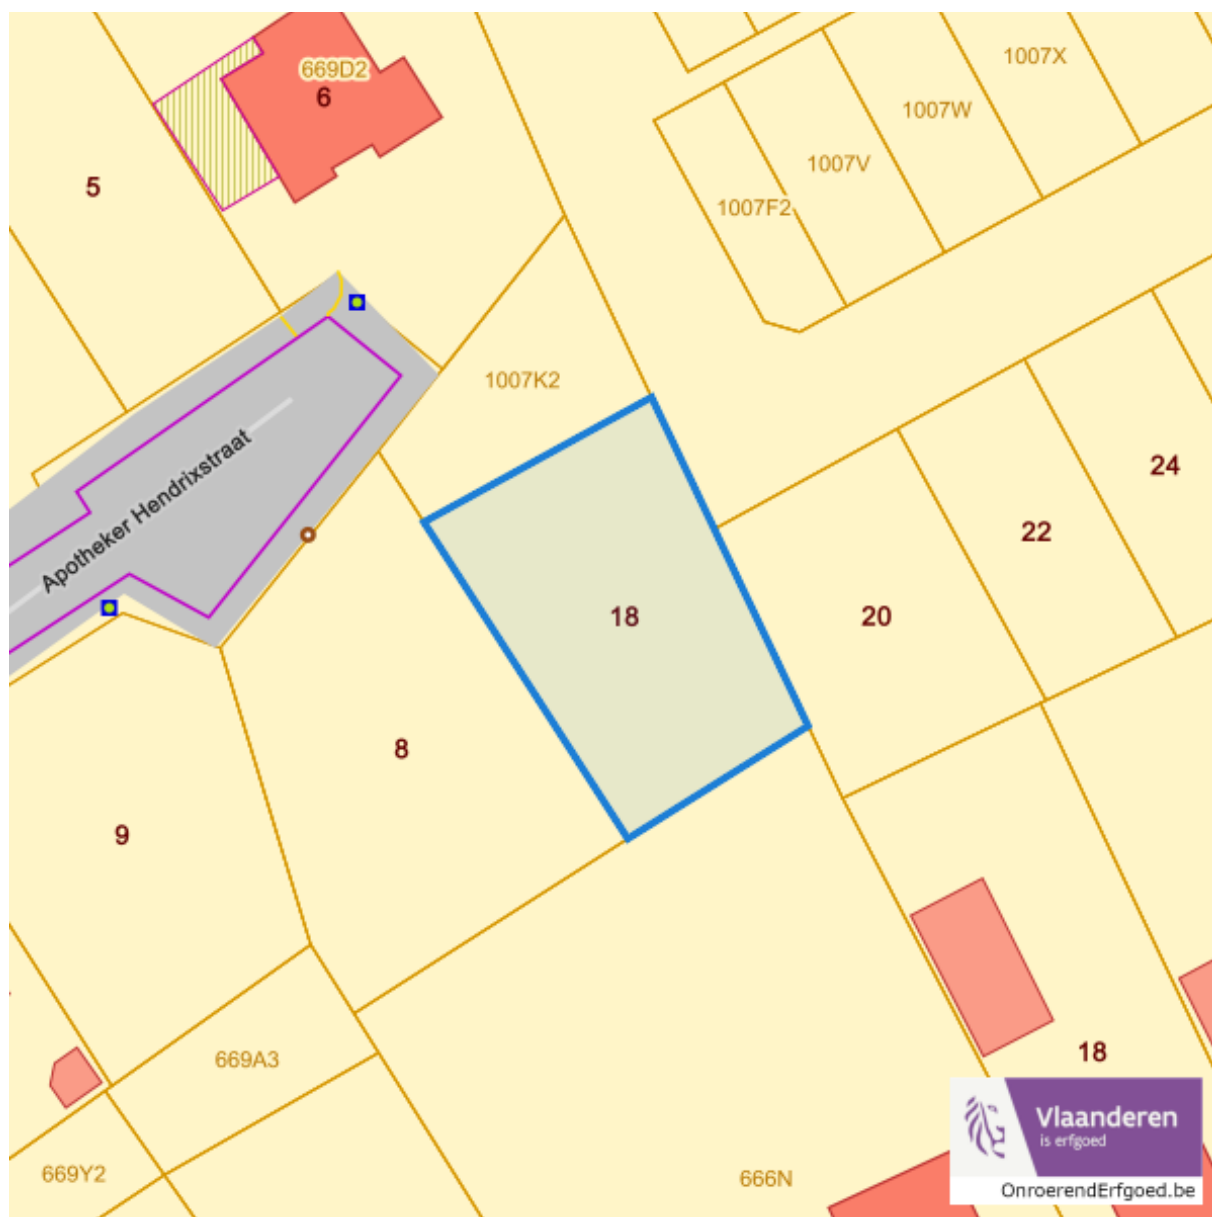 1007X
669D2
6
1007W
1007V
5
1007F2
1007K2
24
Apotheker Hendrixstraat
22
18
20
8
9
18
669A3
Vlaanderen
is erfgoed
669Y2
666N
OnroerendErfgoed.be